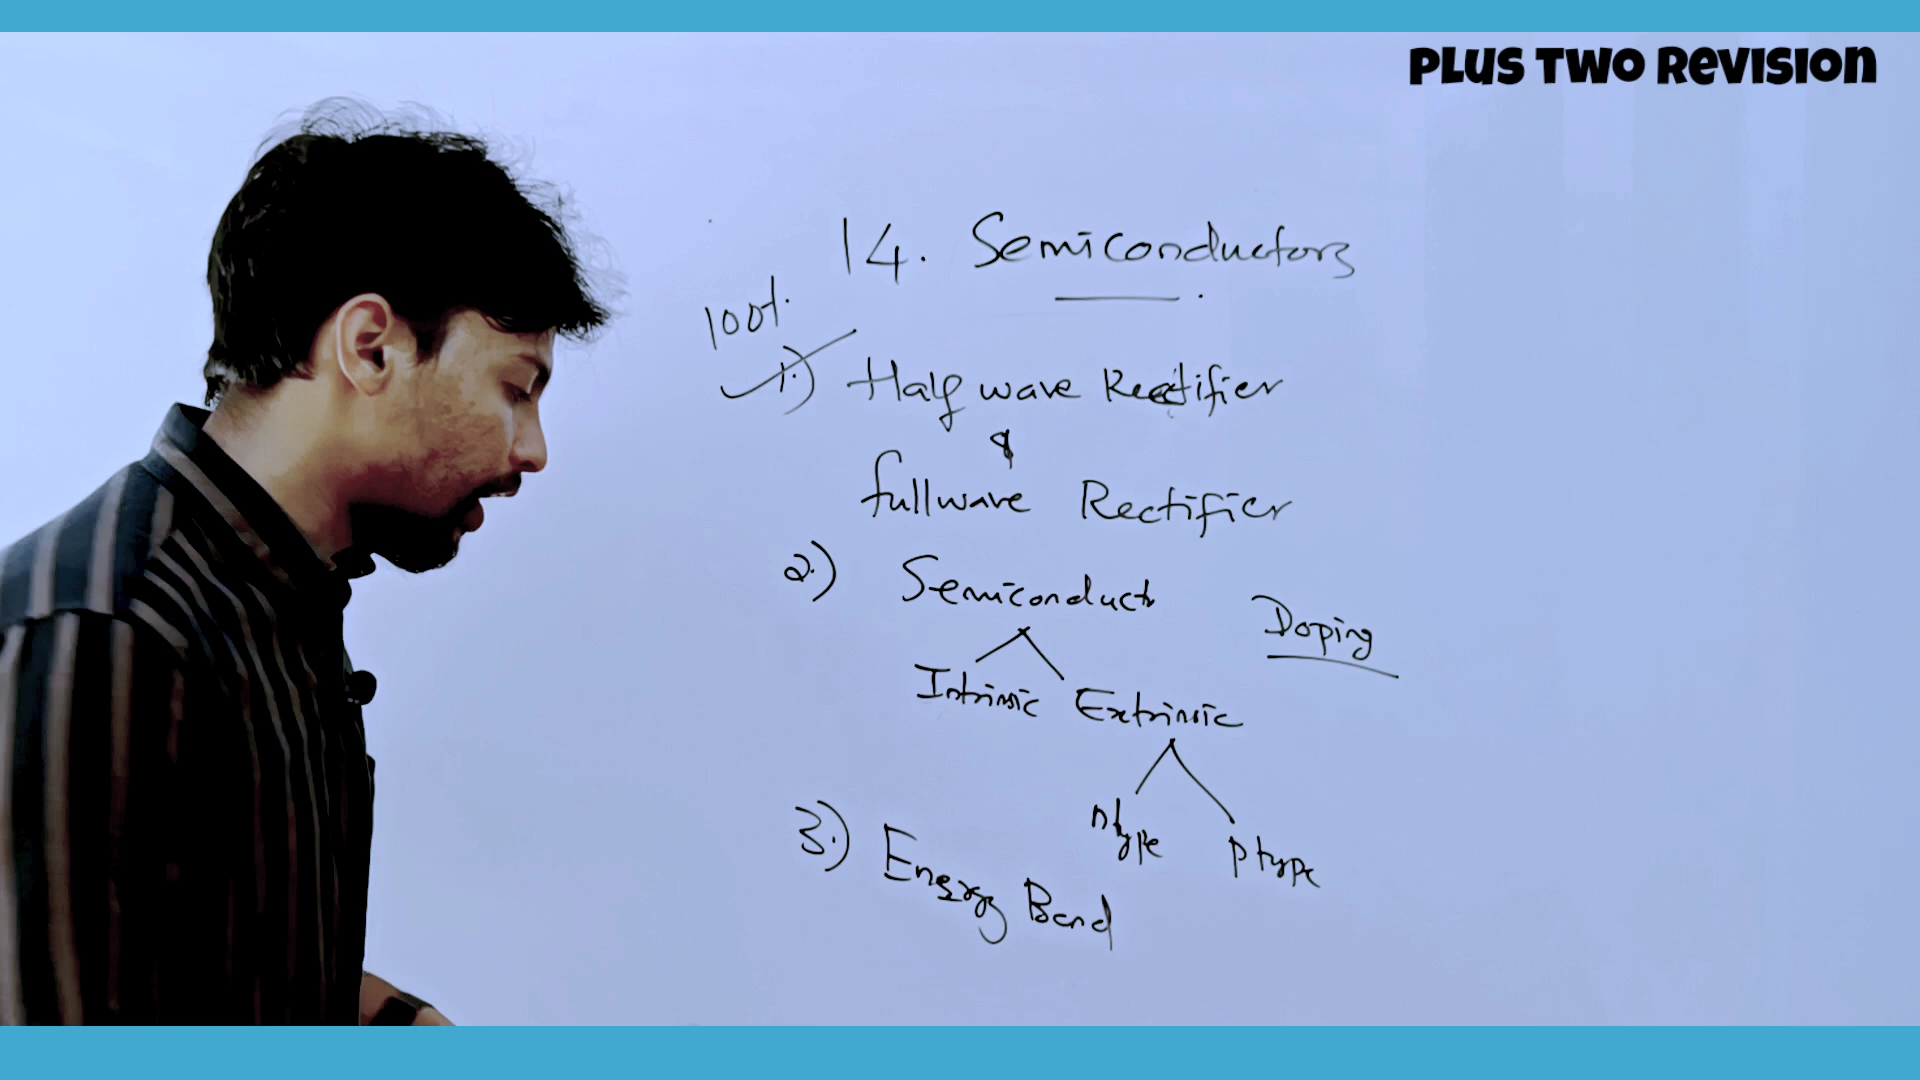 PLUS TWO REVISION
14. Semiconductors
100%
1.) Half wave Rectifier
&
fullwave Rectifier
2.) Semiconduct
Doping
Intrinsic Extrinsic
n type
P type
3.) Energy Band